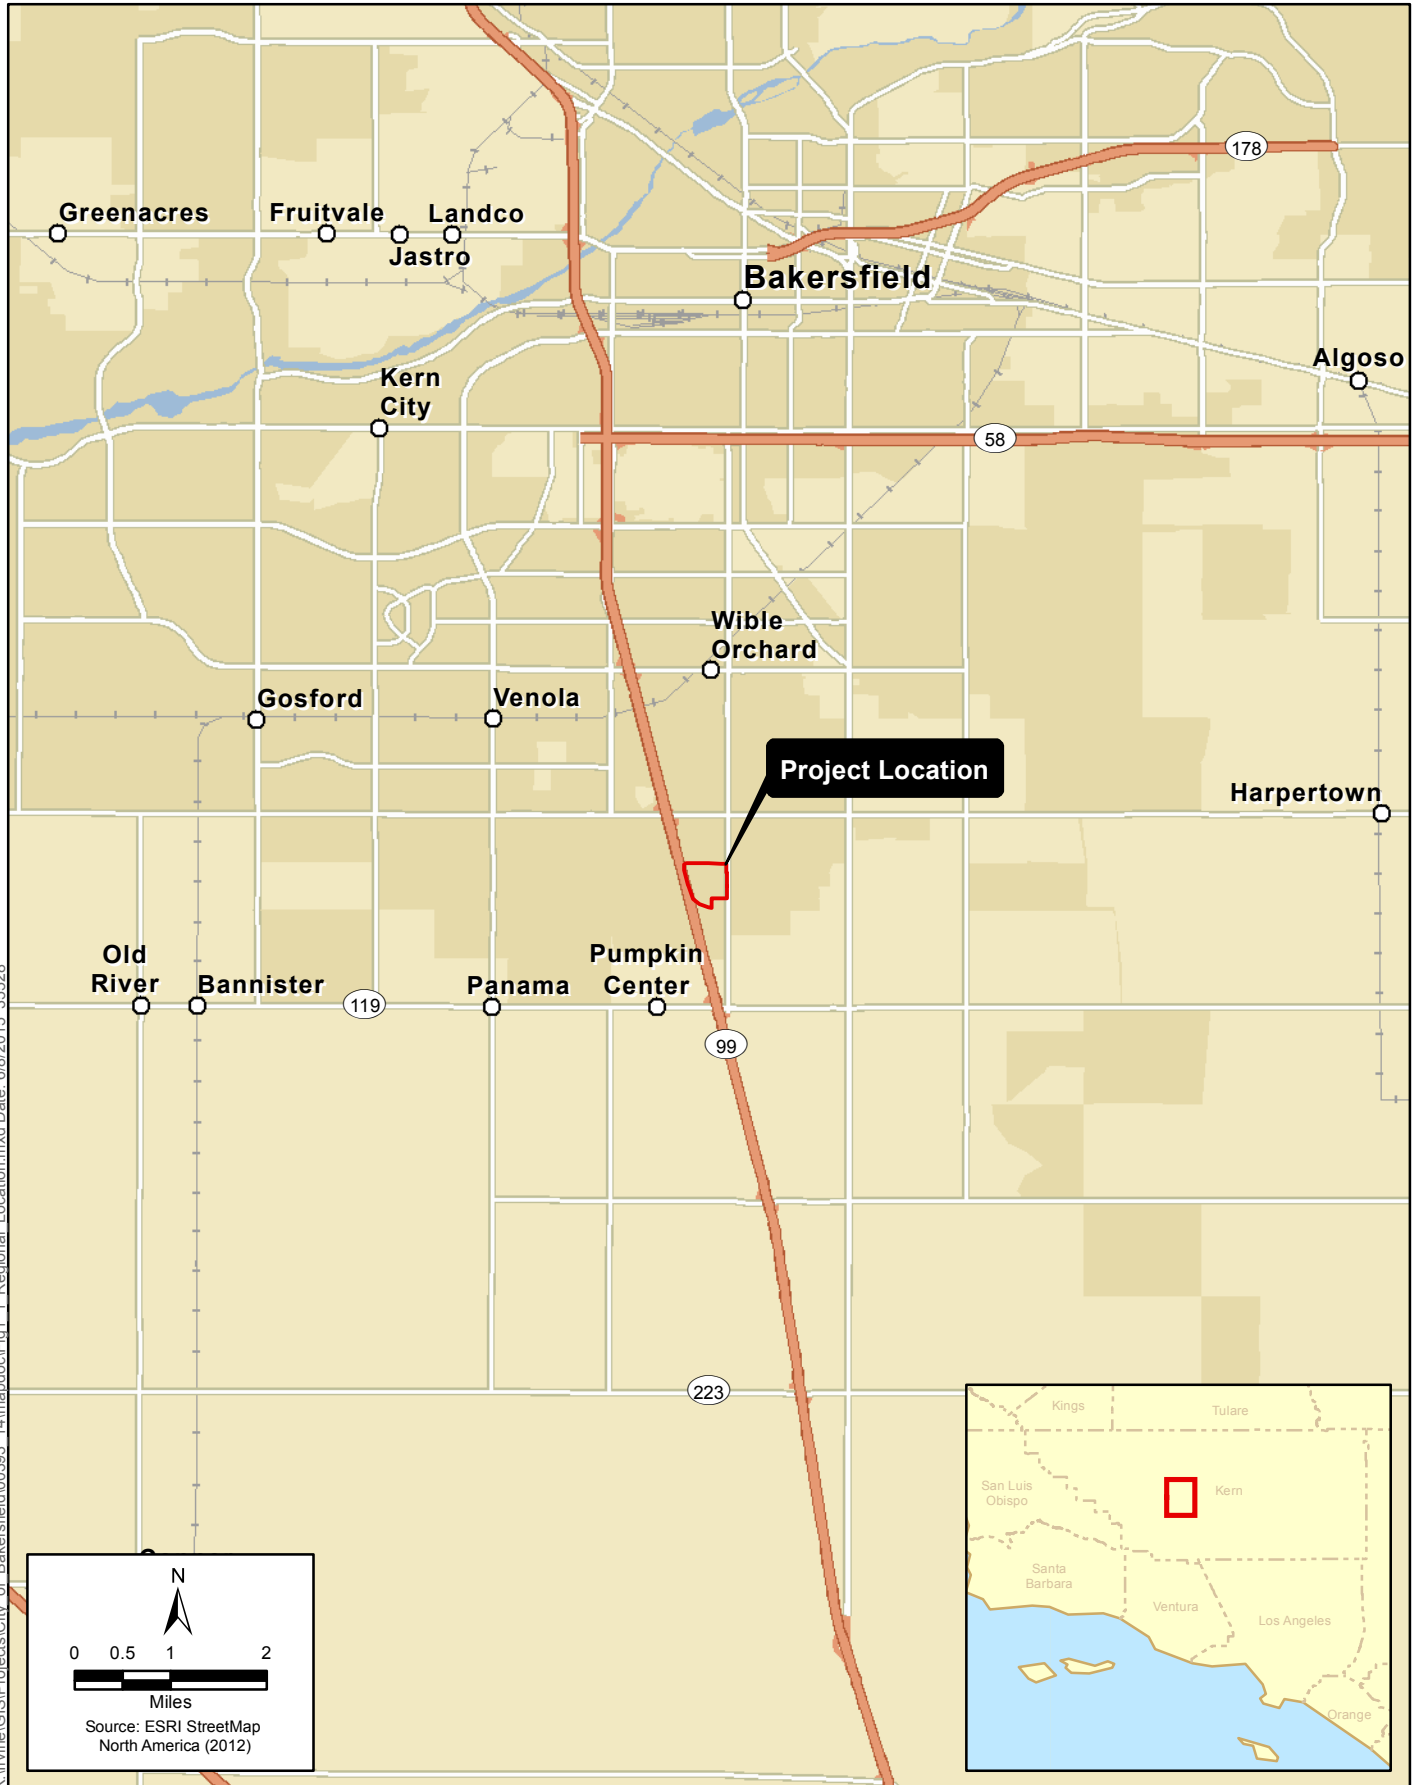 178
Greenacres
Fruitvale
Landco
Jastro
Bakersfield
Algoso
Kern
City
58
Wible
Orchard
Gosford
Venola
Project Location
Harpertown
Old
River
Bannister
119
Panama
Pumpkin
Center
99
223
Kings
Tulare
San Luis
Obispo
Kern
Santa
Barbara
Ventura
Los Angeles
Orange
N
0 0.5 1 2
Miles
Source: ESRI StreetMap
North America (2012)